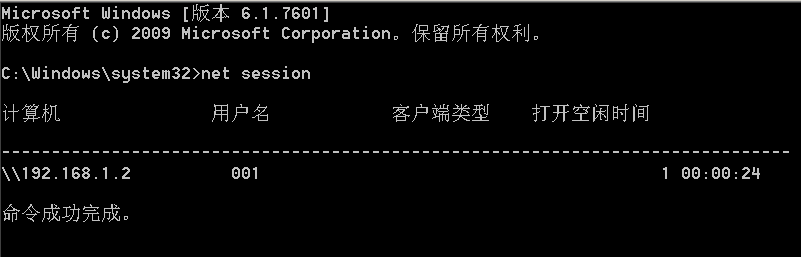 Microsoft Windows [版本 6.1.7601]
版权所有 (c) 2009 Microsoft Corporation。保留所有权利。
C:\Windows\system32>net session
计算机 用户名 客户端类型 打开空闲时间
-------------------------------------------------------------------------------
\\192.168.1.2 001 1 00:00:24
命令成功完成。